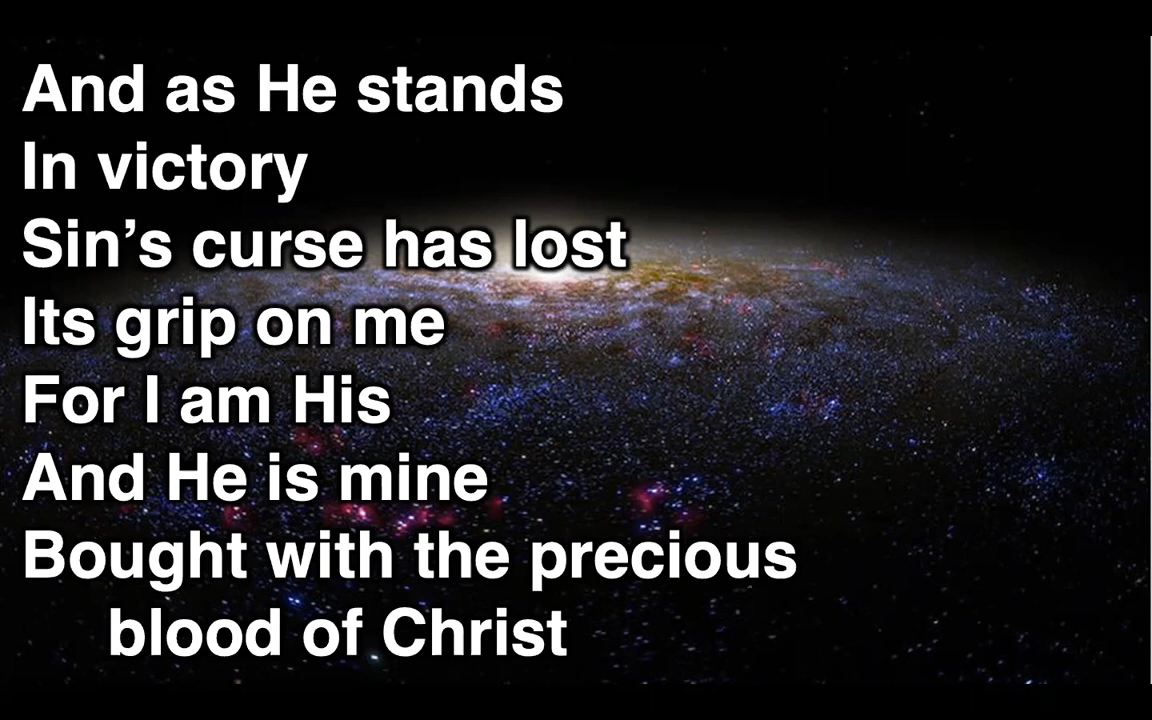 And as He stands
In victory
Sin’s curse has lost
Its grip on me
For I am His
And He is mine
Bought with the precious
blood of Christ